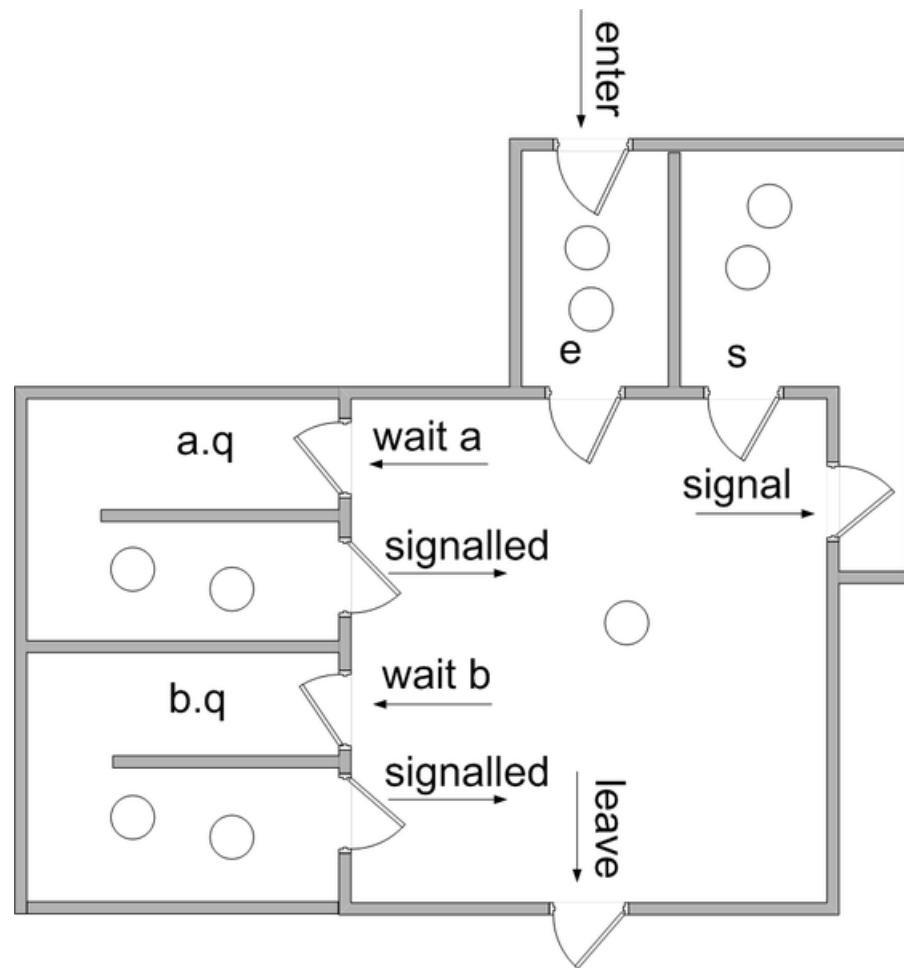 enter
e
s
a.q
wait a
signal
signalled
b.q
wait b
signalled
leave